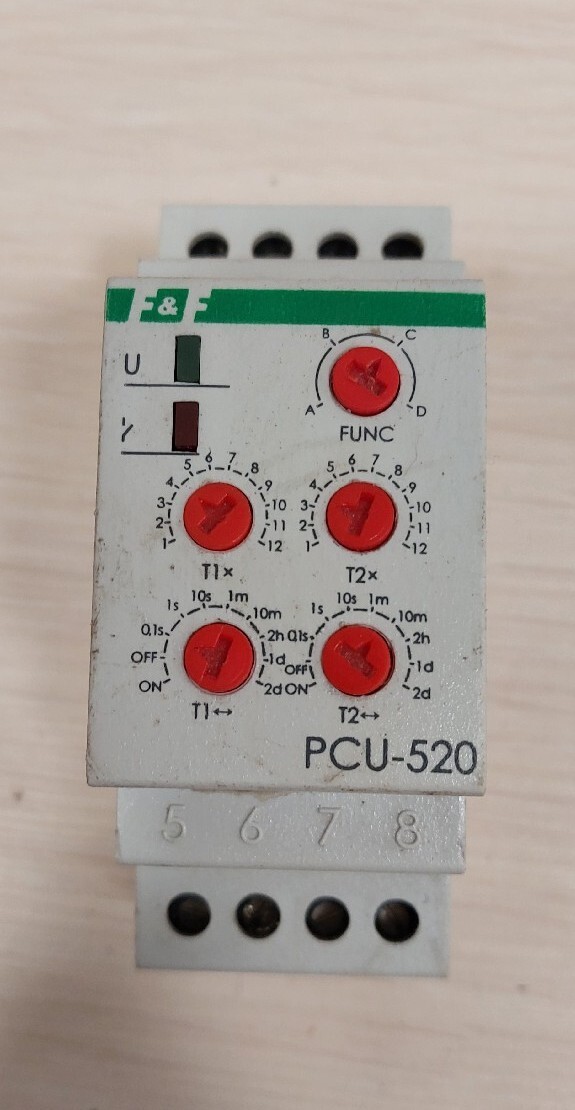 F&F
U
B C
A D
FUNC
1 2 3 4 5 6 7 8 9 10 11 12
T1×
1 2 3 4 5 6 7 8 9 10 11 12
T2×
ON OFF 0,1s 1s 10s 1m 10m 2h 1d 2d
T1↔
ON OFF 0,1s 1s 10s 1m 10m 2h 1d 2d
T2↔
PCU-520
5 6 7 8